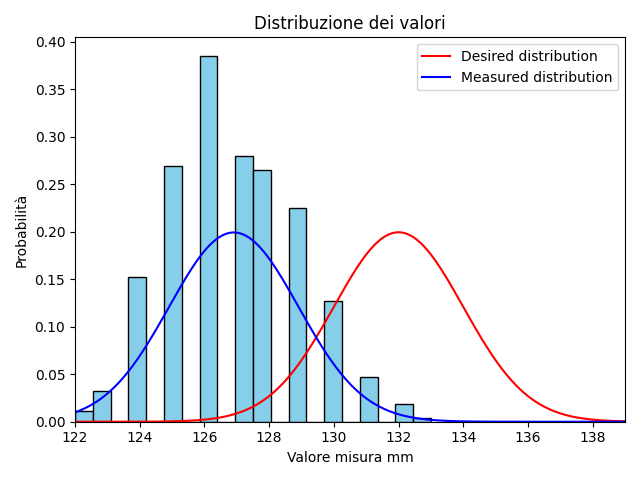 Distribuzione dei valori
Desired distribution
Measured distribution
0.40
0.35
0.30
0.25
0.20
0.15
0.10
0.05
0.00
Probabilità
122 124 126 128 130 132 134 136 138
Valore misura mm